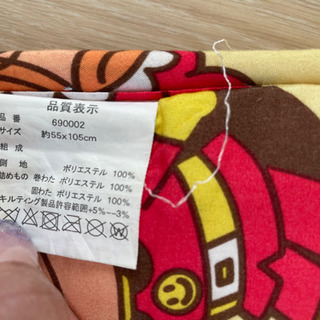 品質表示
品番 690002
サイズ 約55x105cm
組成
側地 ポリエステル 100%
詰めもの 巻わた ポリエステル 100%
固わた ポリエステル 100%
キルティング製品許容範囲+5%--3%